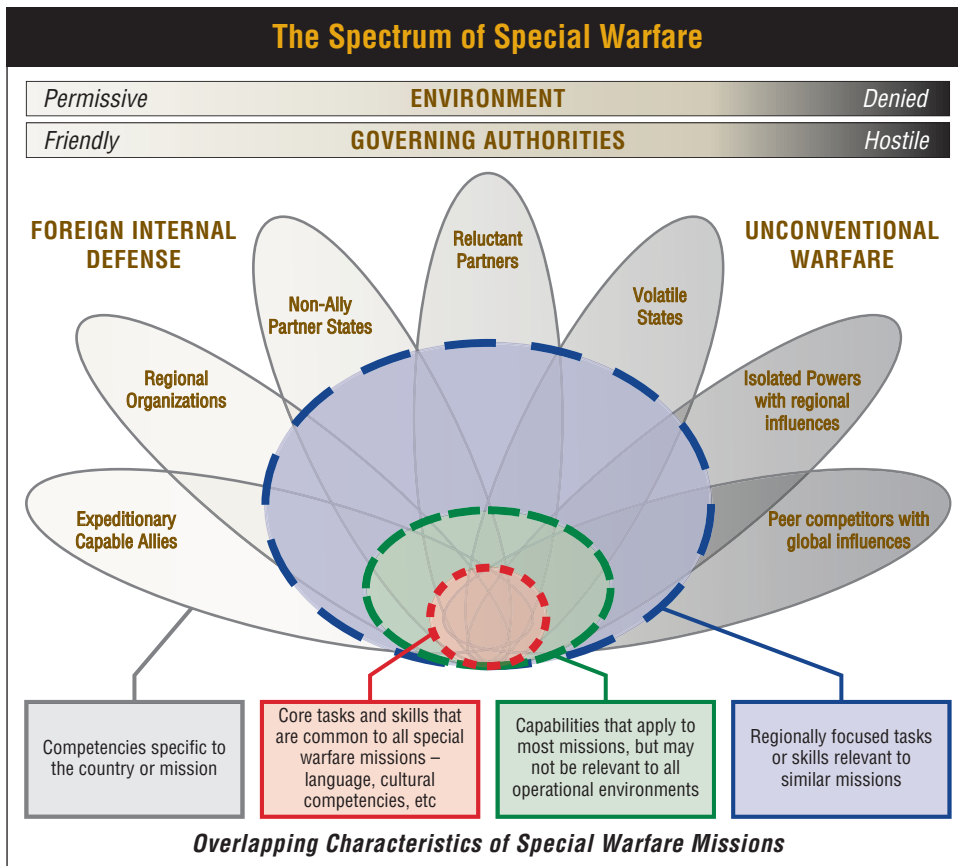 The Spectrum of Special Warfare
Permissive ENVIRONMENT Denied
Friendly GOVERNING AUTHORITIES Hostile
FOREIGN INTERNAL
DEFENSE
UNCONVENTIONAL
WARFARE
Expeditionary
Capable Allies
Regional
Organizations
Non-Ally
Partner States
Reluctant
Partners
Volatile
States
Isolated Powers
with regional
influences
Peer competitors with
global influences
Competencies specific to
the country or mission
Core tasks and skills that
are common to all special
warfare missions –
language, cultural
competencies, etc
Capabilities that apply to
most missions, but may
not be relevant to all
operational environments
Regionally focused tasks
or skills relevant to
similar missions
Overlapping Characteristics of Special Warfare Missions